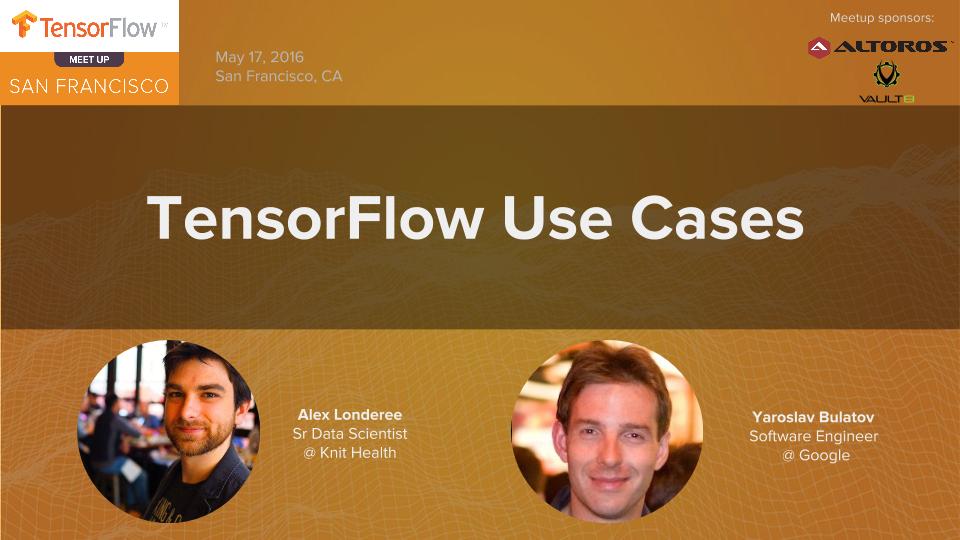 TensorFlow
MEET UP
SAN FRANCISCO
May 17, 2016
San Francisco, CA
Meetup sponsors:
ALTOROS
VAULT8
TensorFlow Use Cases
Alex Londeree
Sr Data Scientist
@ Knit Health
Yaroslav Bulatov
Software Engineer
@ Google